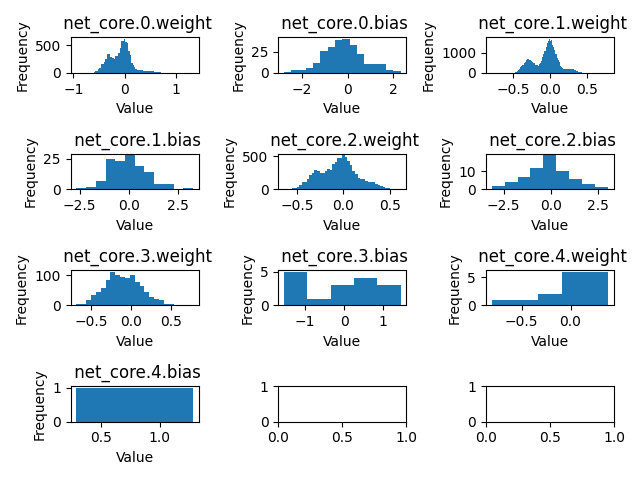 net_core.0.weight
Frequency
500
0
-1
0
1
Value
net_core.0.bias
Frequency
25
0
−2
0
2
Value
net_core.1.weight
Frequency
1000
0
−0.5
0.0
0.5
Value
net_core.1.bias
Frequency
25
0
−2.5
0.0
2.5
Value
net_core.2.weight
Frequency
500
0
−0.5
0.0
0.5
Value
net_core.2.bias
Frequency
10
0
−2.5
0.0
2.5
Value
net_core.3.weight
Frequency
100
0
−0.5
0.0
0.5
Value
net_core.3.bias
Frequency
5
0
−1
0
1
Value
net_core.4.weight
Frequency
5
0
−0.5
0.0
Value
net_core.4.bias
Frequency
1
0
0.5
1.0
Value
1
0
0.0
0.5
1.0
1
0
0.0
0.5
1.0